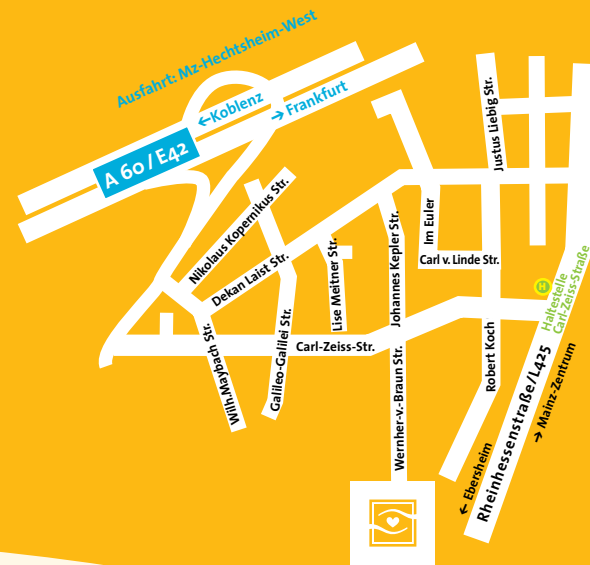 Ausfahrt: Mz-Hechtsheim-West
←Koblenz
→ Frankfurt
A 60 / E42
Justus Liebig Str.
Nikolaus Kopernikus Str.
Dekan Laist Str.
Lise Meitner Str.
Johannes Kepler Str.
Im Euler
Carl v. Linde Str.
H
Haltestelle
Carl-Zeiss-Straße
Wilh.Maybach Str.
Galileo-Galilei Str.
Carl-Zeiss-Str.
Wernher-v.-Braun Str.
Robert Koch
Rheinhessenstraße/L425
→ Mainz-Zentrum
← Ebersheim